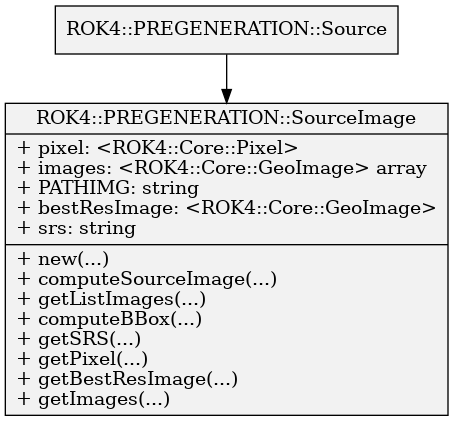 ROK4::PREGENERATION::Source
ROK4::PREGENERATION::SourceImage
+ pixel: <ROK4::Core::Pixel>
+ images: <ROK4::Core::GeoImage> array
+ PATHIMG: string
+ bestResImage: <ROK4::Core::GeoImage>
+ srs: string
+ new(...)
+ computeSourceImage(...)
+ getListImages(...)
+ computeBBox(...)
+ getSRS(...)
+ getPixel(...)
+ getBestResImage(...)
+ getImages(...)